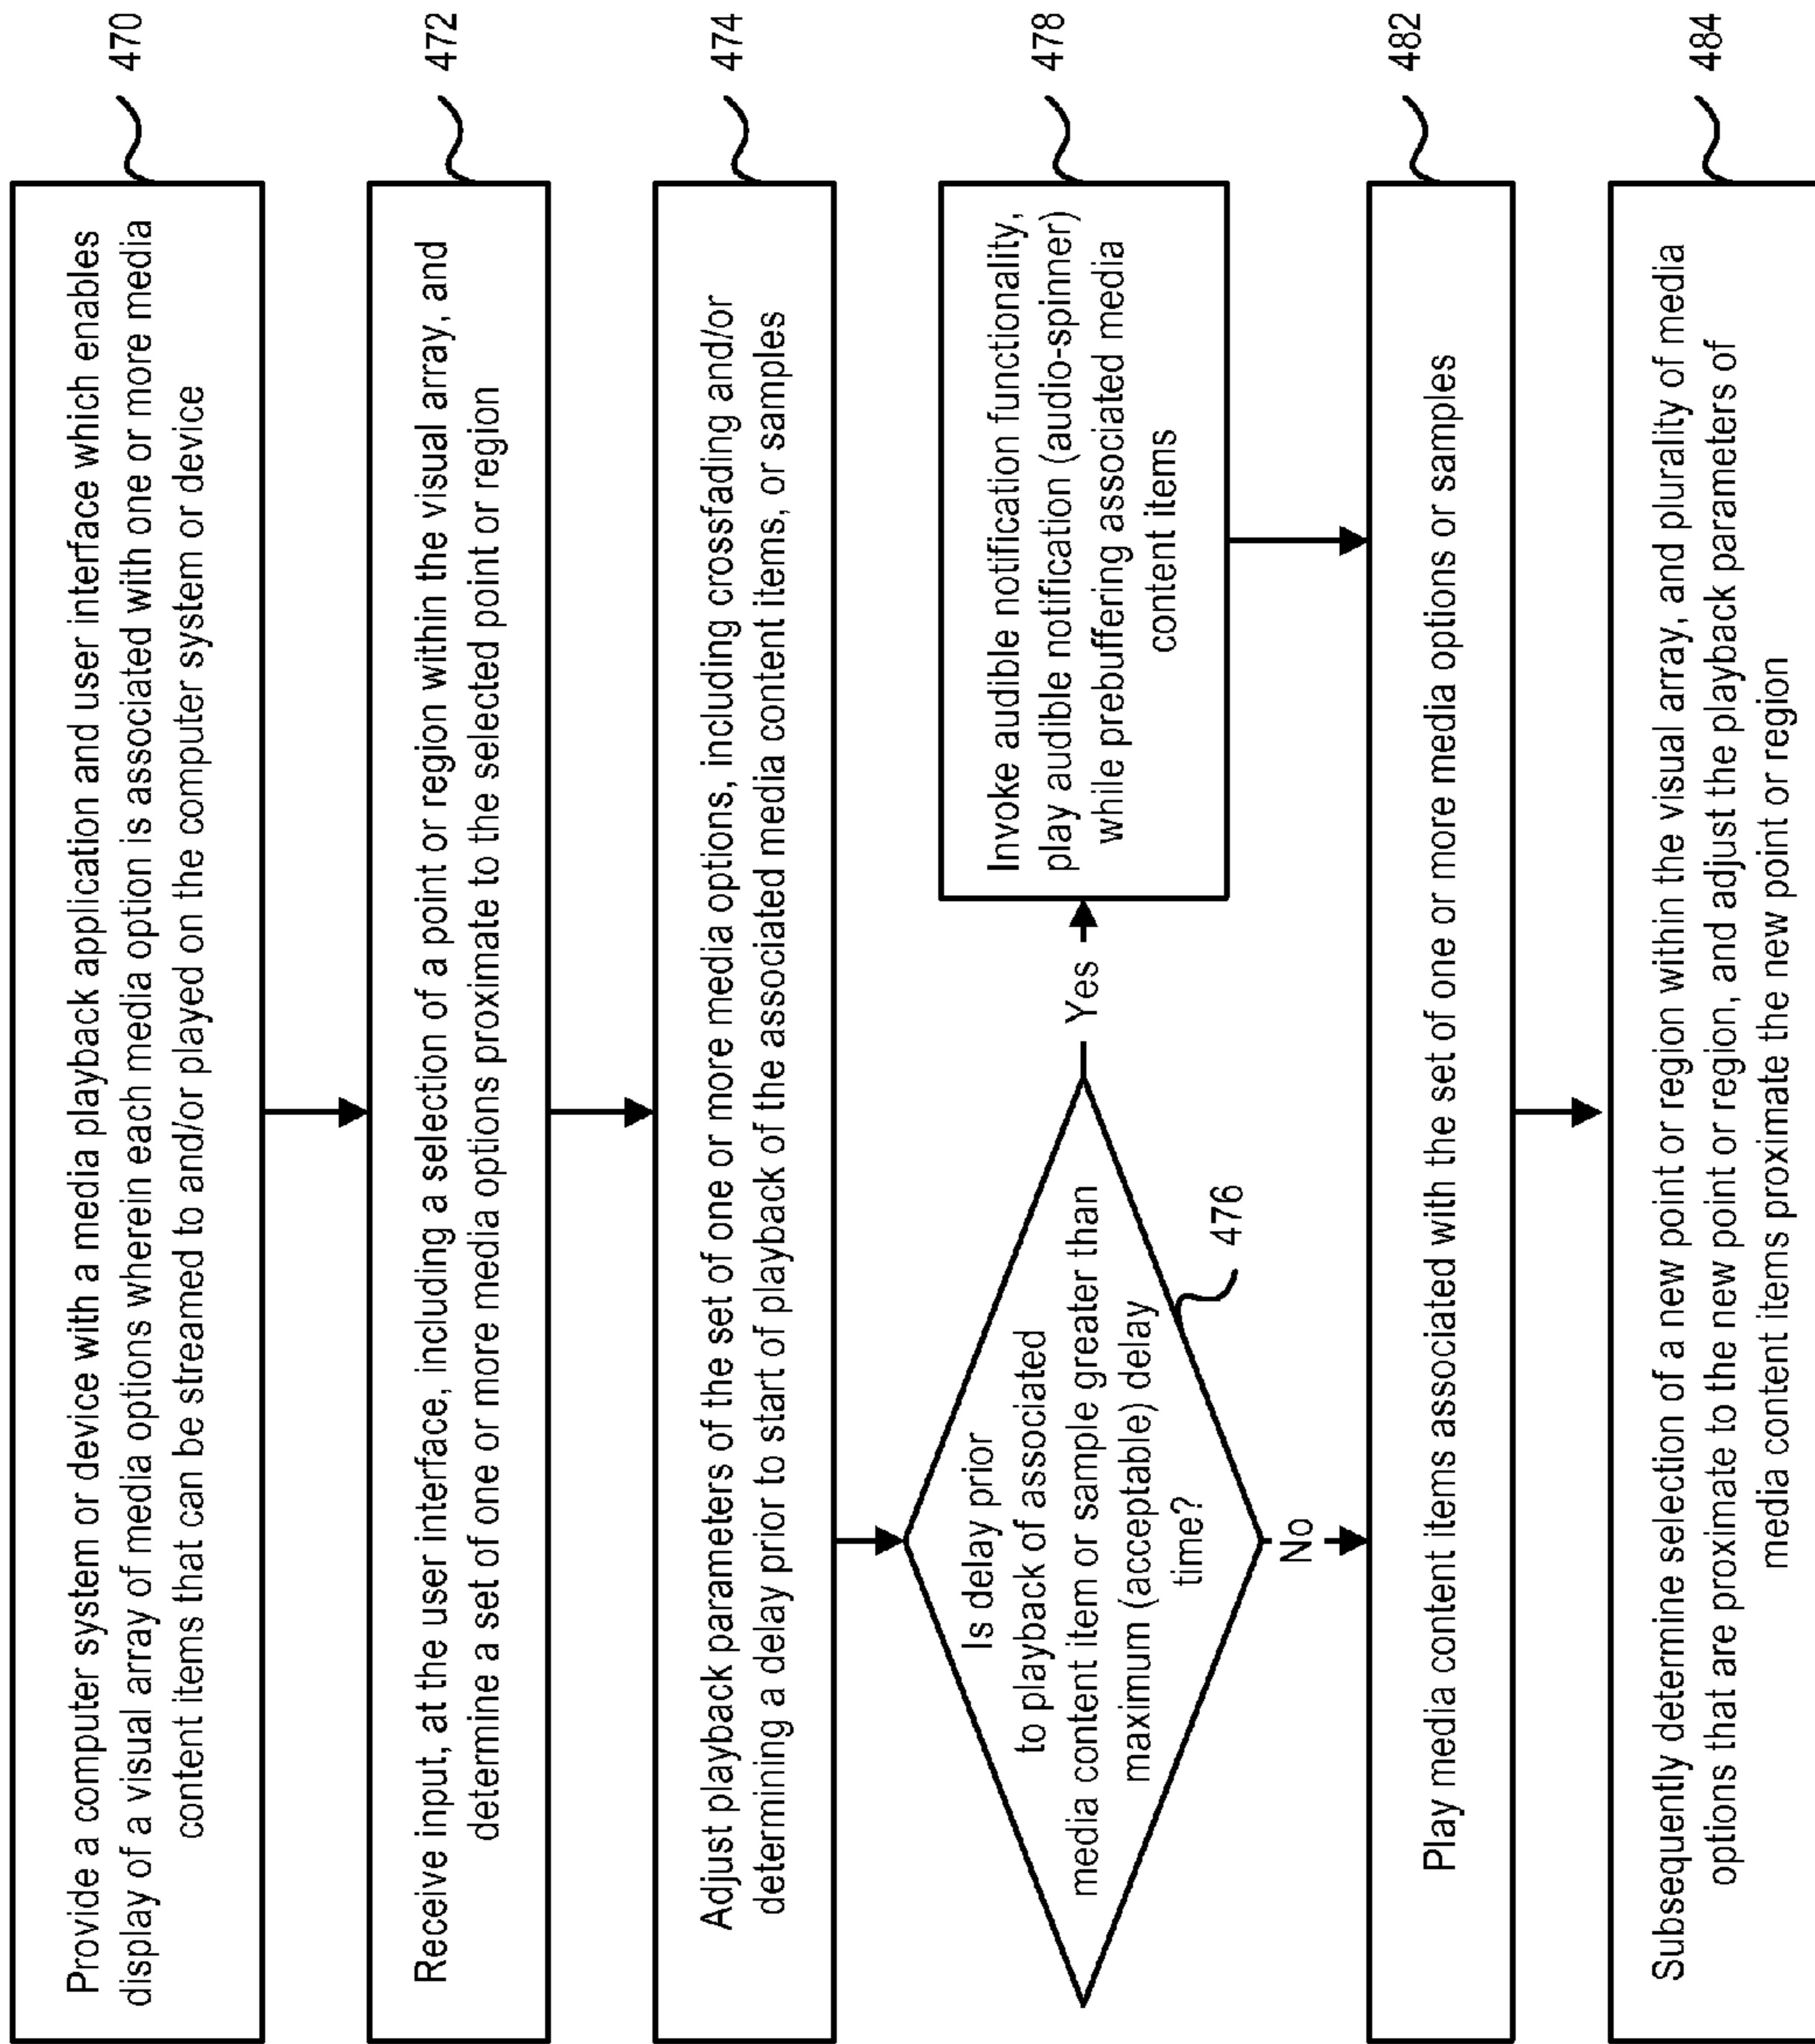 Provide a computer system or device with a media playback application and user interface which enables
display of a visual array of media options wherein each media option is associated with one or more media
content items that can be streamed to and/or played on the computer system or device
470
Receive input, at the user interface, including a selection of a point or region within the visual array, and
determine a set of one or more media options proximate to the selected point or region
472
Adjust playback parameters of the set of one or more media options, including crossfading and/or
determining a delay prior to start of playback of the associated media content items, or samples
474
Is delay prior
to playback of associated
media content item or sample greater than
maximum (acceptable) delay
time?
476
Yes
No
Invoke audible notification functionality,
play audible notification (audio-spinner)
while prebuffering associated media
content items
478
Play media content items associated with the set of one or more media options or samples
482
Subsequently determine selection of a new point or region within the visual array, and plurality of media
options that are proximate to the new point or region, and adjust the playback parameters of
media content items proximate the new point or region
484